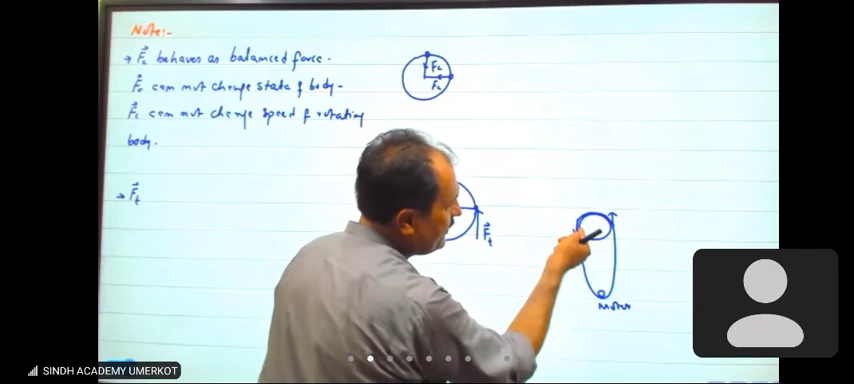 Note:-
→ F⃗c behaves as balanced force.
Fc
Fc
F⃗c can not change state of body-
F⃗c can not change speed of rotating
body.
→ F⃗t
F⃗t
Motor
SINDH ACADEMY UMERKOT